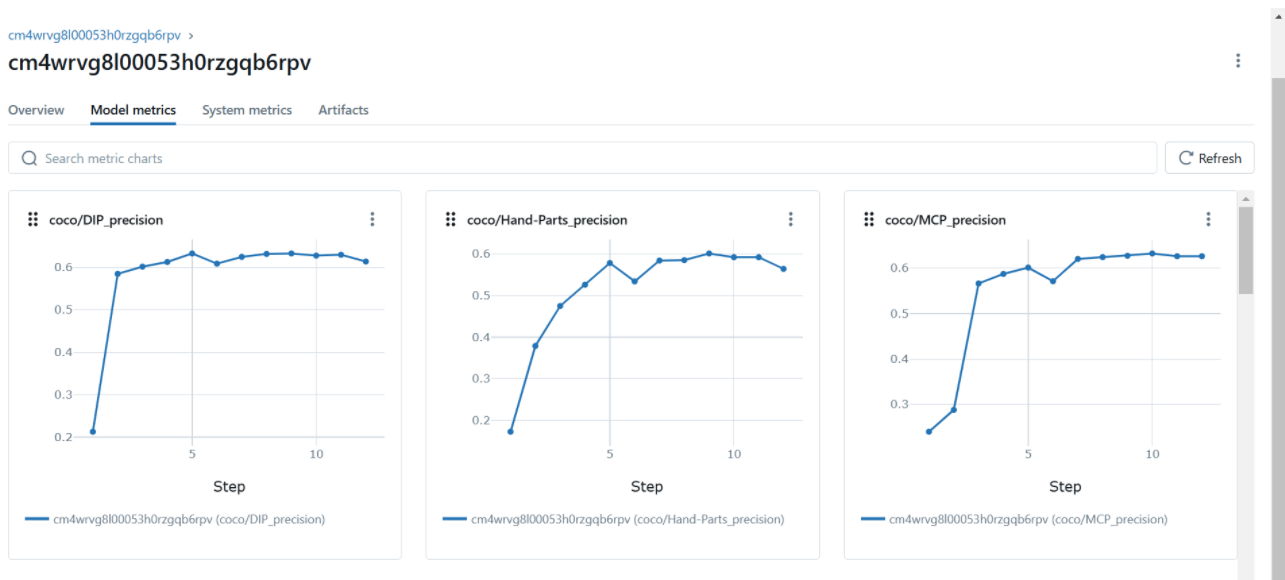 cm4wrvg8l00053h0rzgqb6rpv ›
cm4wrvg8l00053h0rzgqb6rpv
Overview Model metrics System metrics Artifacts
Search metric charts Refresh
coco/DIP_precision
0.6
0.5
0.4
0.3
0.2
5 10
Step
cm4wrvg8l00053h0rzgqb6rpv (coco/DIP_precision)
coco/Hand-Parts_precision
0.6
0.5
0.4
0.3
0.2
5 10
Step
cm4wrvg8l00053h0rzgqb6rpv (coco/Hand-Parts_precision)
coco/MCP_precision
0.6
0.5
0.4
0.3
5 10
Step
cm4wrvg8l00053h0rzgqb6rpv (coco/MCP_precision)